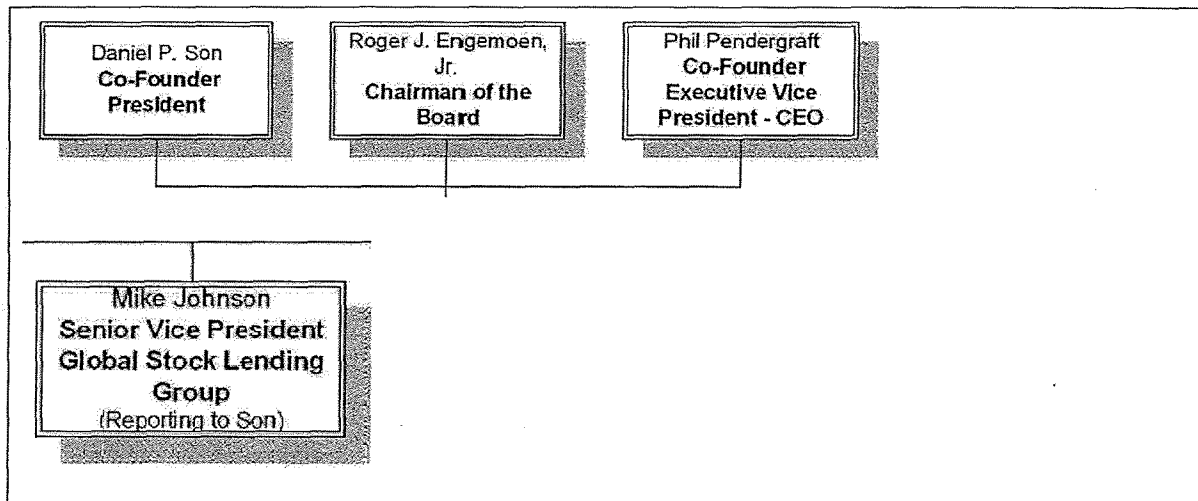 Daniel P. Son
Co-Founder
President
Roger J. Engemoen,
Jr.
Chairman of the
Board
Phil Pendergraft
Co-Founder
Executive Vice
President - CEO
Mike Johnson
Senior Vice President
Global Stock Lending
Group
(Reporting to Son)